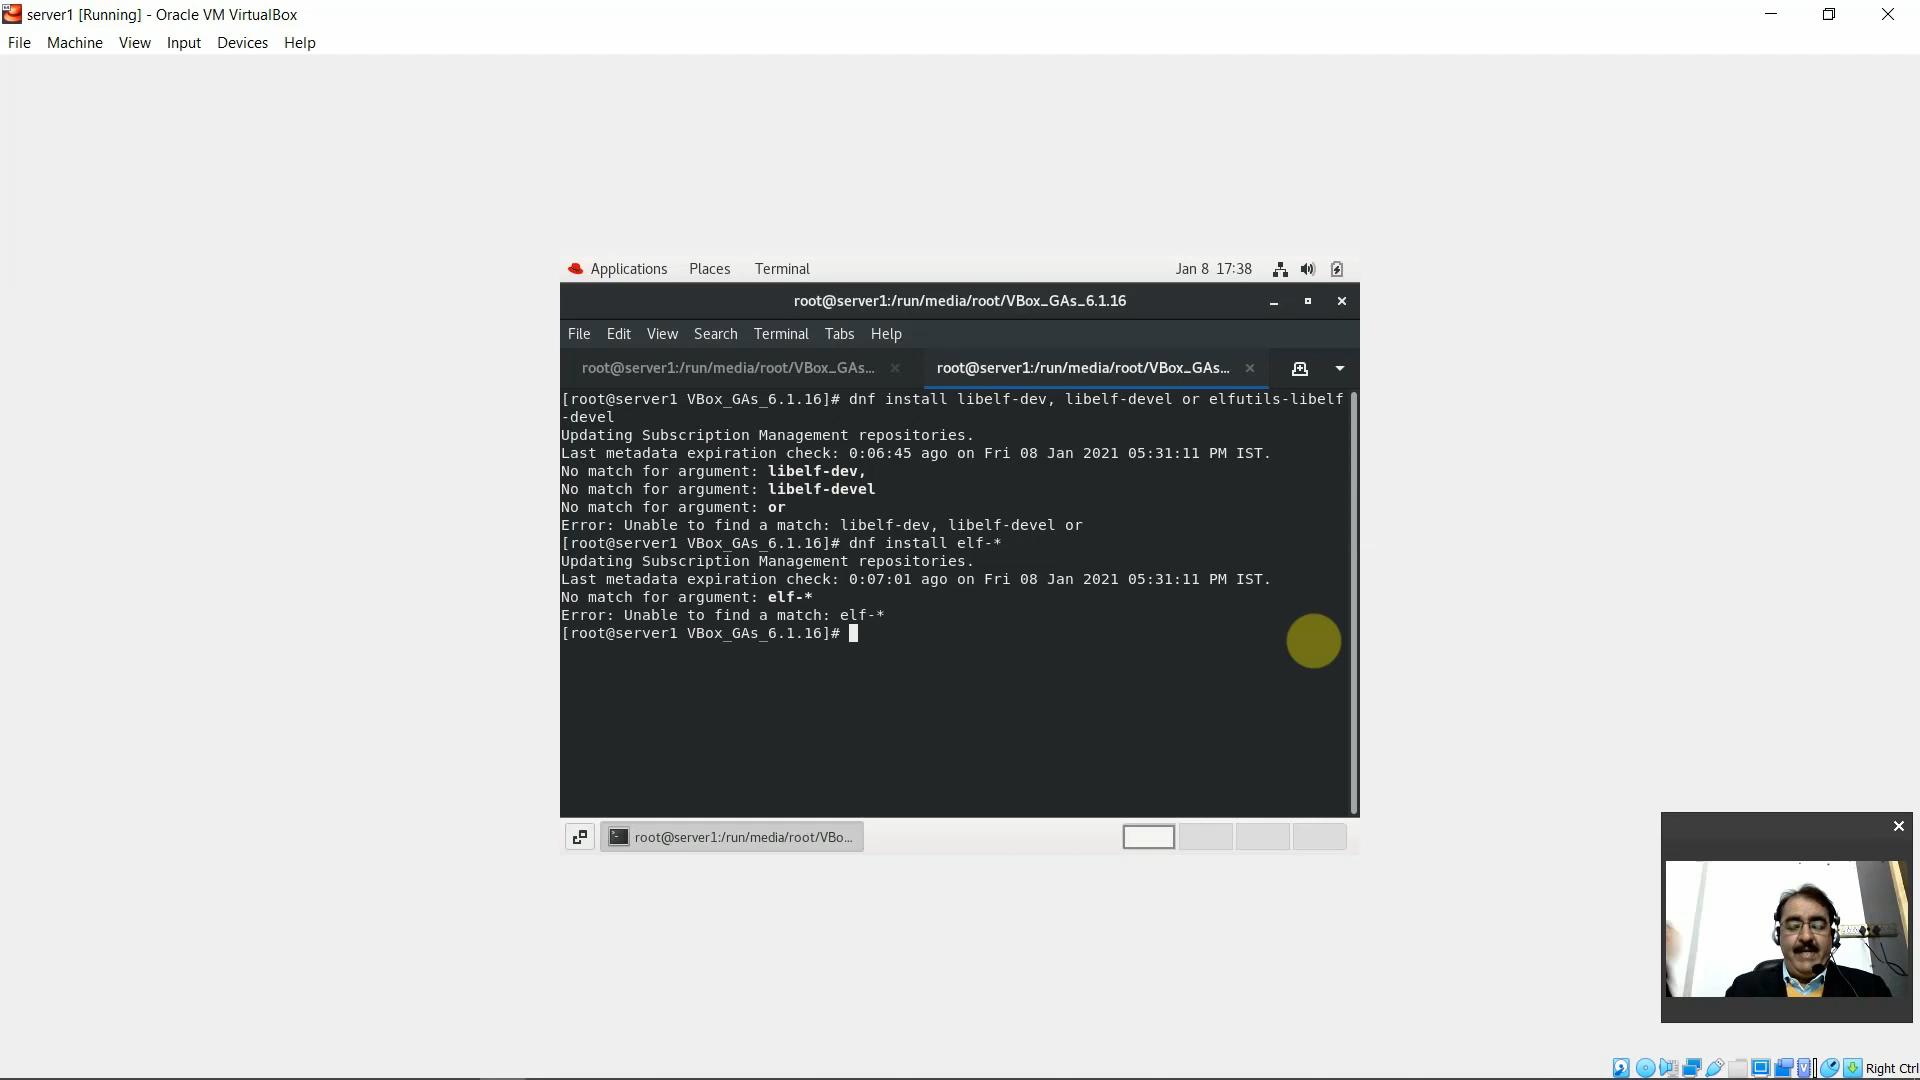 server1 [Running] - Oracle VM VirtualBox
File Machine View Input Devices Help
Applications Places Terminal Jan 8 17:38
root@server1:/run/media/root/VBox_GAs_6.1.16
File Edit View Search Terminal Tabs Help
root@server1:/run/media/root/VBox_GAs... root@server1:/run/media/root/VBox_GAs...
[root@server1 VBox_GAs_6.1.16]# dnf install libelf-dev, libelf-devel or elfutils-libelf
-devel
Updating Subscription Management repositories.
Last metadata expiration check: 0:06:45 ago on Fri 08 Jan 2021 05:31:11 PM IST.
No match for argument: libelf-dev,
No match for argument: libelf-devel
No match for argument: or
Error: Unable to find a match: libelf-dev, libelf-devel or
[root@server1 VBox_GAs_6.1.16]# dnf install elf-*
Updating Subscription Management repositories.
Last metadata expiration check: 0:07:01 ago on Fri 08 Jan 2021 05:31:11 PM IST.
No match for argument: elf-*
Error: Unable to find a match: elf-*
[root@server1 VBox_GAs_6.1.16]#
root@server1:/run/media/root/VBo...
Right Ctrl